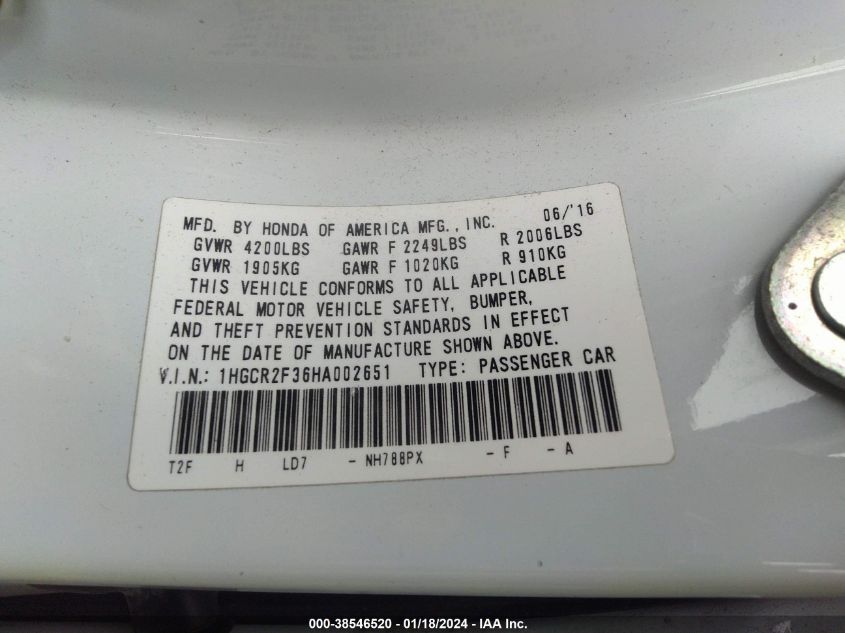 MFD. BY HONDA OF AMERICA MFG., INC. 06/'16
GVWR 4200LBS GAWR F 2249LBS R 2006LBS
GVWR 1905KG GAWR F 1020KG R 910KG
THIS VEHICLE CONFORMS TO ALL APPLICABLE
FEDERAL MOTOR VEHICLE SAFETY, BUMPER,
AND THEFT PREVENTION STANDARDS IN EFFECT
ON THE DATE OF MANUFACTURE SHOWN ABOVE.
V.I.N.: 1HGCR2F36HA002651 TYPE: PASSENGER CAR
T2F H LD7 - NH788PX - F - A
000-38546520 - 01/18/2024 - IAA Inc.